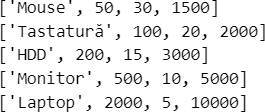 ['Mouse', 50, 30, 1500]
['Tastatură', 100, 20, 2000]
['HDD', 200, 15, 3000]
['Monitor', 500, 10, 5000]
['Laptop', 2000, 5, 10000]